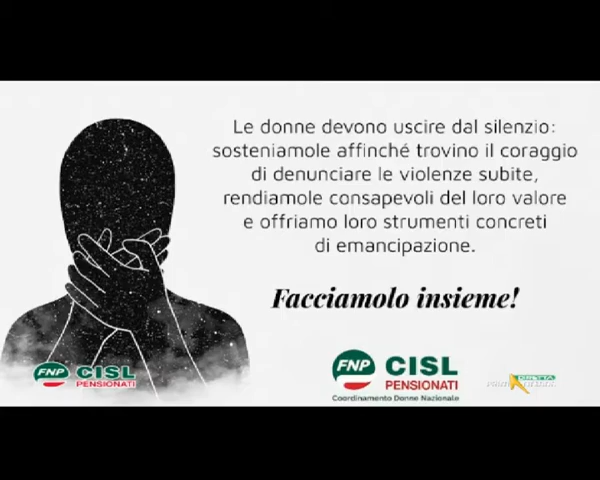 Le donne devono uscire dal silenzio:
sosteniamole affinché trovino il coraggio
di denunciare le violenze subite,
rendiamole consapevoli del loro valore
e offriamo loro strumenti concreti
di emancipazione.
Facciamolo insieme!
FNP CISL
PENSIONATI
FNP CISL
PENSIONATI
Coordinamento Donne Nazionale
DIRETTA